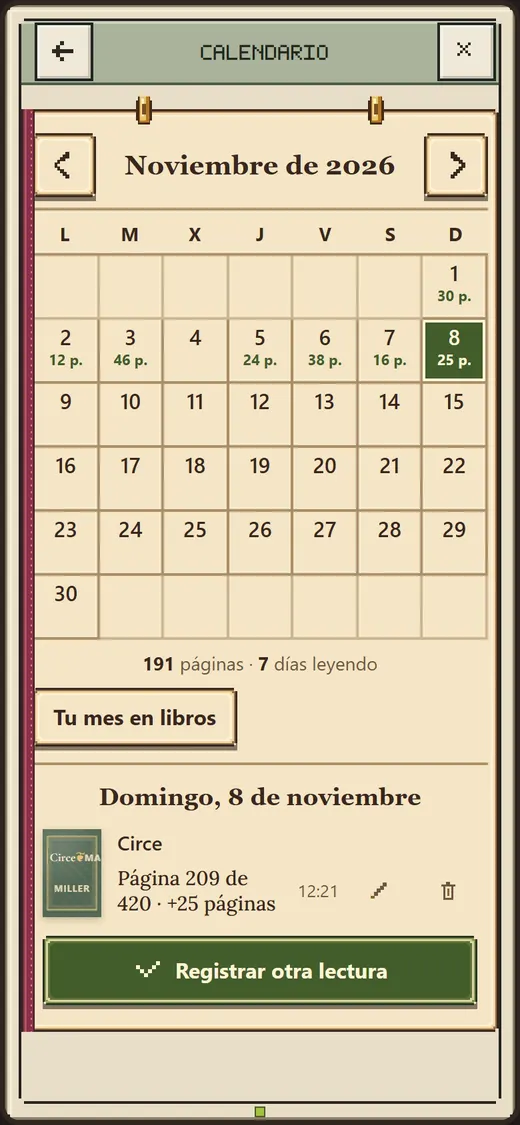 CALENDARIO
Noviembre de 2026
L M X J V S D
1
30 p.
2 3 4 5 6 7 8
12 p. 46 p. 24 p. 38 p. 16 p. 25 p.
9 10 11 12 13 14 15
16 17 18 19 20 21 22
23 24 25 26 27 28 29
30
191 páginas · 7 días leyendo
Tu mes en libros
Domingo, 8 de noviembre
Circe MA
MILLER
Circe
Página 209 de
420 · +25 páginas
12:21
Registrar otra lectura